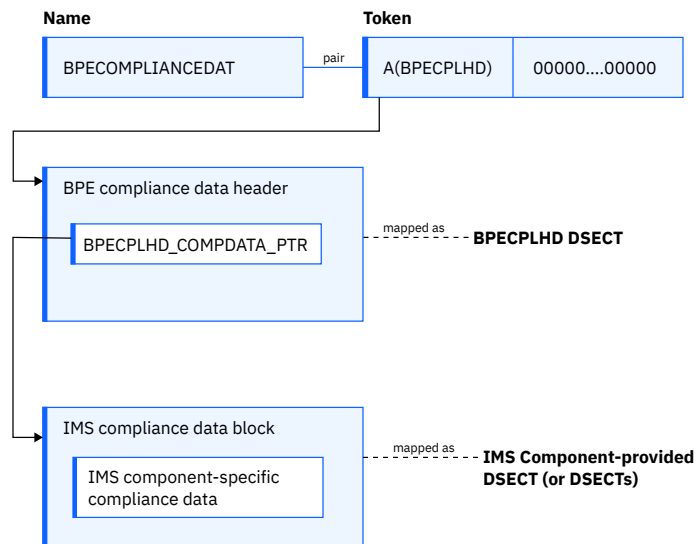 Name
Token
BPECOMPLIANCEDAT
pair
A(BPECPLHD)
00000....00000
BPE compliance data header
BPECPLHD_COMPDATA_PTR
mapped as
BPECPLHD DSECT
IMS compliance data block
IMS component-specific
compliance data
mapped as
IMS Component-provided
DSECT (or DSECTs)